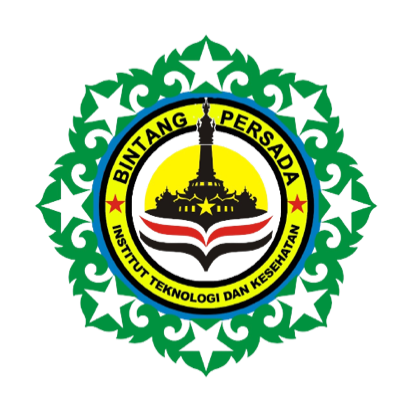 BINTANG PERSADA
INSTITUT TEKNOLOGI DAN KESEHATAN